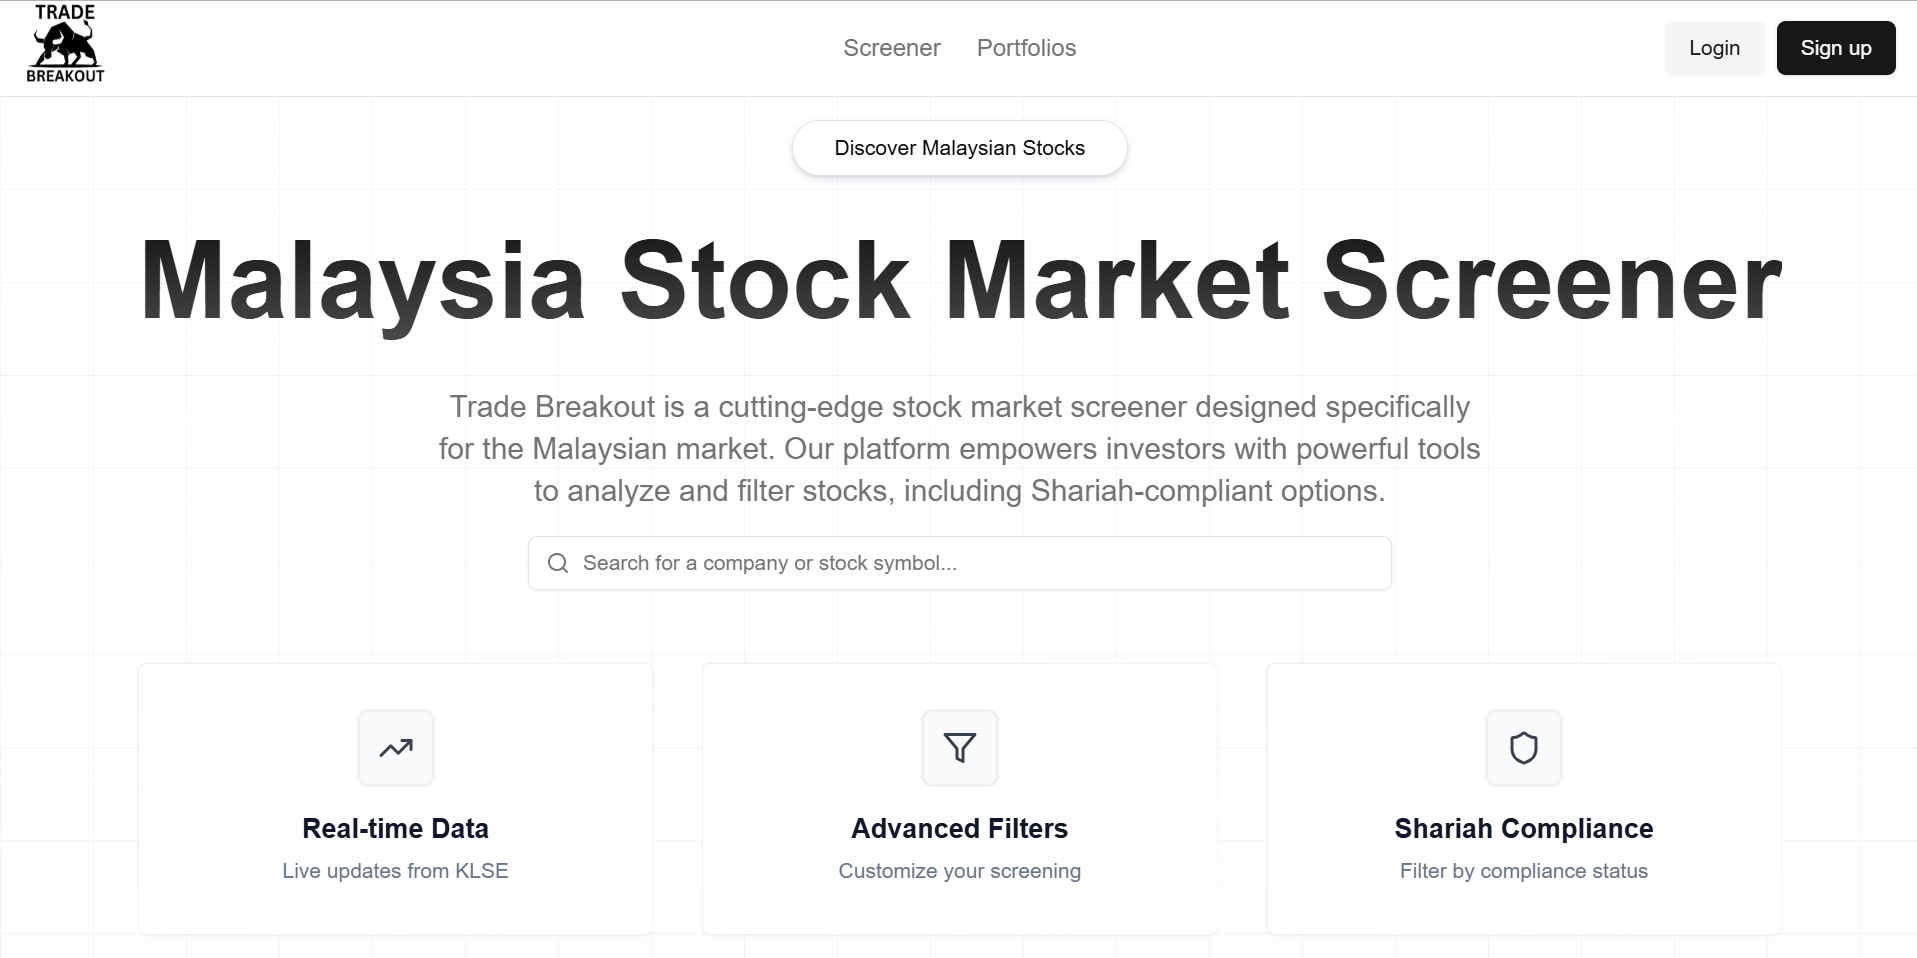 TRADE
BREAKOUT
Screener
Portfolios
Login
Sign up
Discover Malaysian Stocks
Malaysia Stock Market Screener
Trade Breakout is a cutting-edge stock market screener designed specifically
for the Malaysian market. Our platform empowers investors with powerful tools
to analyze and filter stocks, including Shariah-compliant options.
Search for a company or stock symbol...
Real-time Data
Live updates from KLSE
Advanced Filters
Customize your screening
Shariah Compliance
Filter by compliance status